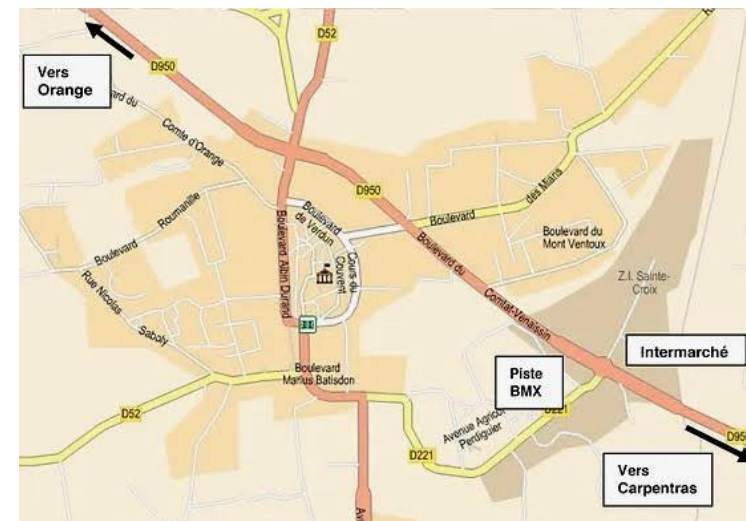 D52
Vers
Orange
D950
ard du
Comte d'Orange
D950
des Mians
Boulevard
Boulevard
de Verdun
Roumanille
Boulevard
Boulevard Albin Durand
Cours du
Couvent
Boulevard du
Mont Ventoux
Boulevard du
Comtat-Venaissin
Z.I. Sainte-
Croix
Rue Nicolas
Saboly
Intermarché
Piste
BMX
Boulevard
Marius Batisdon
D52
D221
Avenue Agricol
Perdiguier
D221
D950
Vers
Carpentras